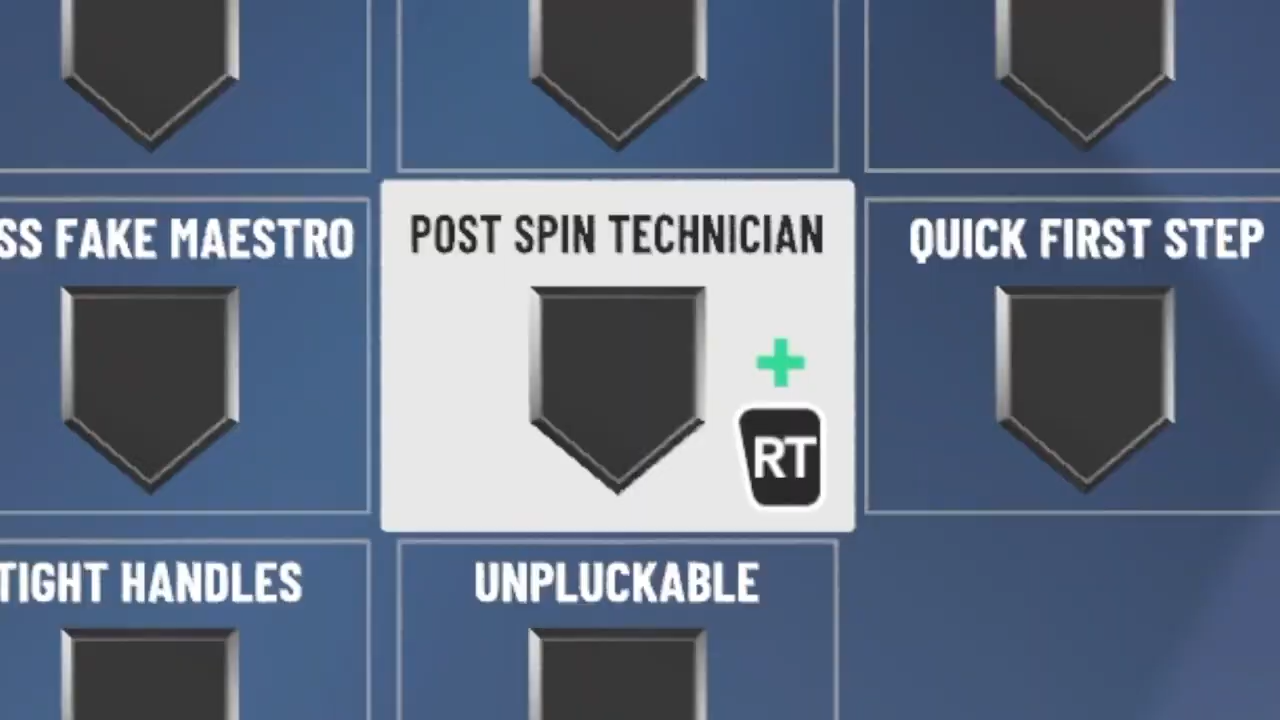 SS FAKE MAESTRO
POST SPIN TECHNICIAN
QUICK FIRST STEP
RT
TIGHT HANDLES
UNPLUCKABLE